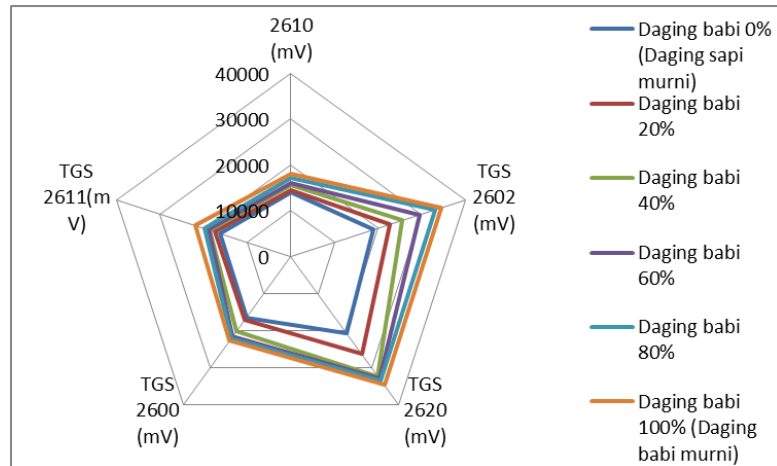 2610
(mV)
40000
30000
20000
10000
0
TGS
2602
(mV)
TGS
2620
(mV)
TGS
2600
(mV)
TGS
2611(m
V)
Daging babi 0%
(Daging sapi
murni)
Daging babi
20%
Daging babi
40%
Daging babi
60%
Daging babi
80%
Daging babi
100% (Daging
babi murni)